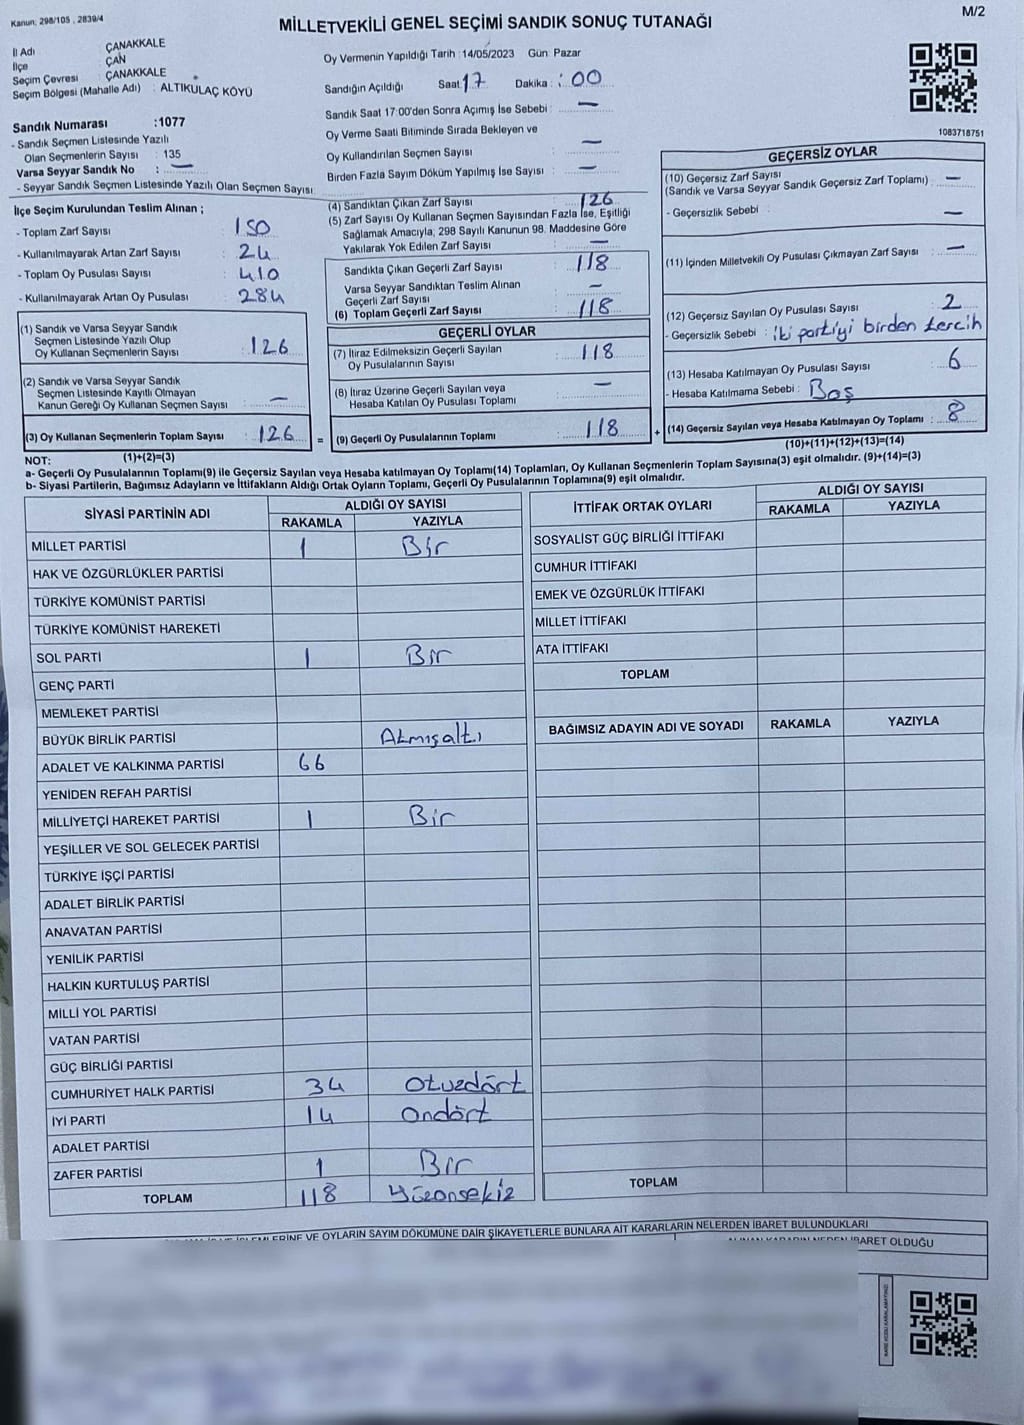 Kanun: 298/105 , 2839/4
M/2
MİLLETVEKİLİ GENEL SEÇİMİ SANDIK SONUÇ TUTANAĞI
İl Adı : ÇANAKKALE
İlçe : ÇAN
Seçim Çevresi : ÇANAKKALE
Seçim Bölgesi (Mahalle Adı) : ALTIKULAÇ KÖYÜ
Sandık Numarası :1077
- Sandık Seçmen Listesinde Yazılı
Olan Seçmenlerin Sayısı : 135
Varsa Seyyar Sandık No : —
- Seyyar Sandık Seçmen Listesinde Yazılı Olan Seçmen Sayısı
Oy Vermenin Yapıldığı Tarih : 14/05/2023 Gün: Pazar
Sandığın Açıldığı Saat : 17 Dakika : 00
Sandık Saat 17:00'den Sonra Açımış İse Sebebi : —
Oy Verme Saati Bitiminde Sırada Bekleyen ve
Oy Kullandırılan Seçmen Sayısı : —
Birden Fazla Sayım Döküm Yapılmış İse Sayısı : —
1083718751
İlçe Seçim Kurulundan Teslim Alınan ;
- Toplam Zarf Sayısı : 150
- Kullanılmayarak Artan Zarf Sayısı : 24
- Toplam Oy Pusulası Sayısı : 410
- Kullanılmayarak Artan Oy Pusulası : 284
(1) Sandık ve Varsa Seyyar Sandık
Seçmen Listesinde Yazılı Olup
Oy Kullanan Seçmenlerin Sayısı : 126
(2) Sandık ve Varsa Seyyar Sandık
Seçmen Listesinde Kayıtlı Olmayan
Kanun Gereği Oy Kullanan Seçmen Sayısı : —
(3) Oy Kullanan Seçmenlerin Toplam Sayısı : 126
(1)+(2)=(3)
(4) Sandıktan Çıkan Zarf Sayısı : 126
(5) Zarf Sayısı Oy Kullanan Seçmen Sayısından Fazla İse, Eşitliği
Sağlamak Amacıyla, 298 Sayılı Kanunun 98. Maddesine Göre
Yakılarak Yok Edilen Zarf Sayısı : —
Sandıkta Çıkan Geçerli Zarf Sayısı : 118
Varsa Seyyar Sandıktan Teslim Alınan
Geçerli Zarf Sayısı : —
(6) Toplam Geçerli Zarf Sayısı : 118
GEÇERLİ OYLAR
(7) İtiraz Edilmeksizin Geçerli Sayılan
Oy Pusulalarının Sayısı : 118
(8) İtiraz Üzerine Geçerli Sayılan veya
Hesaba Katılan Oy Pusulası Toplamı : —
= (9) Geçerli Oy Pusulalarının Toplamı : 118 +
GEÇERSİZ OYLAR
(10) Geçersiz Zarf Sayısı
(Sandık ve Varsa Seyyar Sandık Geçersiz Zarf Toplamı) : —
- Geçersizlik Sebebi : —
(11) İçinden Milletvekili Oy Pusulası Çıkmayan Zarf Sayısı : —
(12) Geçersiz Sayılan Oy Pusulası Sayısı : 2
- Geçersizlik Sebebi : iki partiyi birden tercih
(13) Hesaba Katılmayan Oy Pusulası Sayısı : 6
- Hesaba Katılmama Sebebi : Boş
(14) Geçersiz Sayılan veya Hesaba Katılmayan Oy Toplamı : 8
(10)+(11)+(12)+(13)=(14)
NOT:
a- Geçerli Oy Pusulalarının Toplamı(9) ile Geçersiz Sayılan veya Hesaba katılmayan Oy Toplamı(14) Toplamları, Oy Kullanan Seçmenlerin Toplam Sayısına(3) eşit olmalıdır. (9)+(14)=(3)
b- Siyasi Partilerin, Bağımsız Adayların ve İttifakların Aldığı Ortak Oyların Toplamı, Geçerli Oy Pusulalarının Toplamına(9) eşit olmalıdır.
SİYASİ PARTİNİN ADI
ALDIĞI OY SAYISI
RAKAMLA YAZIYLA
MİLLET PARTİSİ 1 Bir
HAK VE ÖZGÜRLÜKLER PARTİSİ
TÜRKİYE KOMÜNİST PARTİSİ
TÜRKİYE KOMÜNİST HAREKETİ
SOL PARTİ 1 Bir
GENÇ PARTİ
MEMLEKET PARTİSİ
BÜYÜK BİRLİK PARTİSİ Atmışaltı
ADALET VE KALKINMA PARTİSİ 66
YENİDEN REFAH PARTİSİ
MİLLİYETÇİ HAREKET PARTİSİ 1 Bir
YEŞİLLER VE SOL GELECEK PARTİSİ
TÜRKİYE İŞÇİ PARTİSİ
ADALET BİRLİK PARTİSİ
ANAVATAN PARTİSİ
YENİLİK PARTİSİ
HALKIN KURTULUŞ PARTİSİ
MİLLİ YOL PARTİSİ
VATAN PARTİSİ
GÜÇ BİRLİĞİ PARTİSİ
CUMHURİYET HALK PARTİSİ 34 Otuzdört
İYİ PARTİ 14 Ondört
ADALET PARTİSİ
ZAFER PARTİSİ 1 Bir
TOPLAM 118 Yüzonsekiz
İTTİFAK ORTAK OYLARI
ALDIĞI OY SAYISI
RAKAMLA YAZIYLA
SOSYALİST GÜÇ BİRLİĞİ İTTİFAKI
CUMHUR İTTİFAKI
EMEK VE ÖZGÜRLÜK İTTİFAKI
MİLLET İTTİFAKI
ATA İTTİFAKI
TOPLAM
BAĞIMSIZ ADAYIN ADI VE SOYADI RAKAMLA YAZIYLA
TOPLAM
VE OYLARIN SAYIM DÖKÜMÜNE DAİR ŞİKAYETLERLE BUNLARA AİT KARARLARIN NELERDEN İBARET BULUNDUKLARI
İBARET OLDUĞU